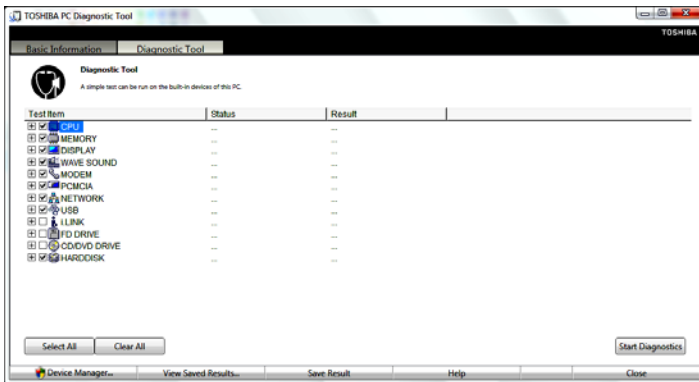 TOSHIBA PC Diagnostic Tool
TOSHIBA
Basic Information Diagnostic Tool
Diagnostic Tool
A simple test can be run on the built-in devices of this PC.
Test Item Status Result
CPU ... ...
MEMORY ... ...
DISPLAY ... ...
WAVE SOUND ... ...
MODEM ... ...
PCMCIA ... ...
NETWORK ... ...
USB ... ...
i.LINK ... ...
FD DRIVE ... ...
CD/DVD DRIVE ... ...
HARDDISK ... ...
Select All Clear All Start Diagnostics
Device Manager... View Saved Results... Save Result Help Close